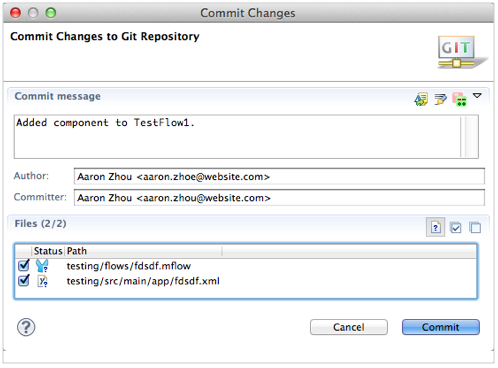 Commit Changes
Commit Changes to Git Repository
GIT
Commit message
Added component to TestFlow1.
Author: Aaron Zhou <aaron.zhoe@website.com>
Committer: Aaron Zhou <aaron.zhou@website.com>
Files (2/2)
Status Path
testing/flows/fdsdf.mflow
testing/src/main/app/fdsdf.xml
Cancel Commit